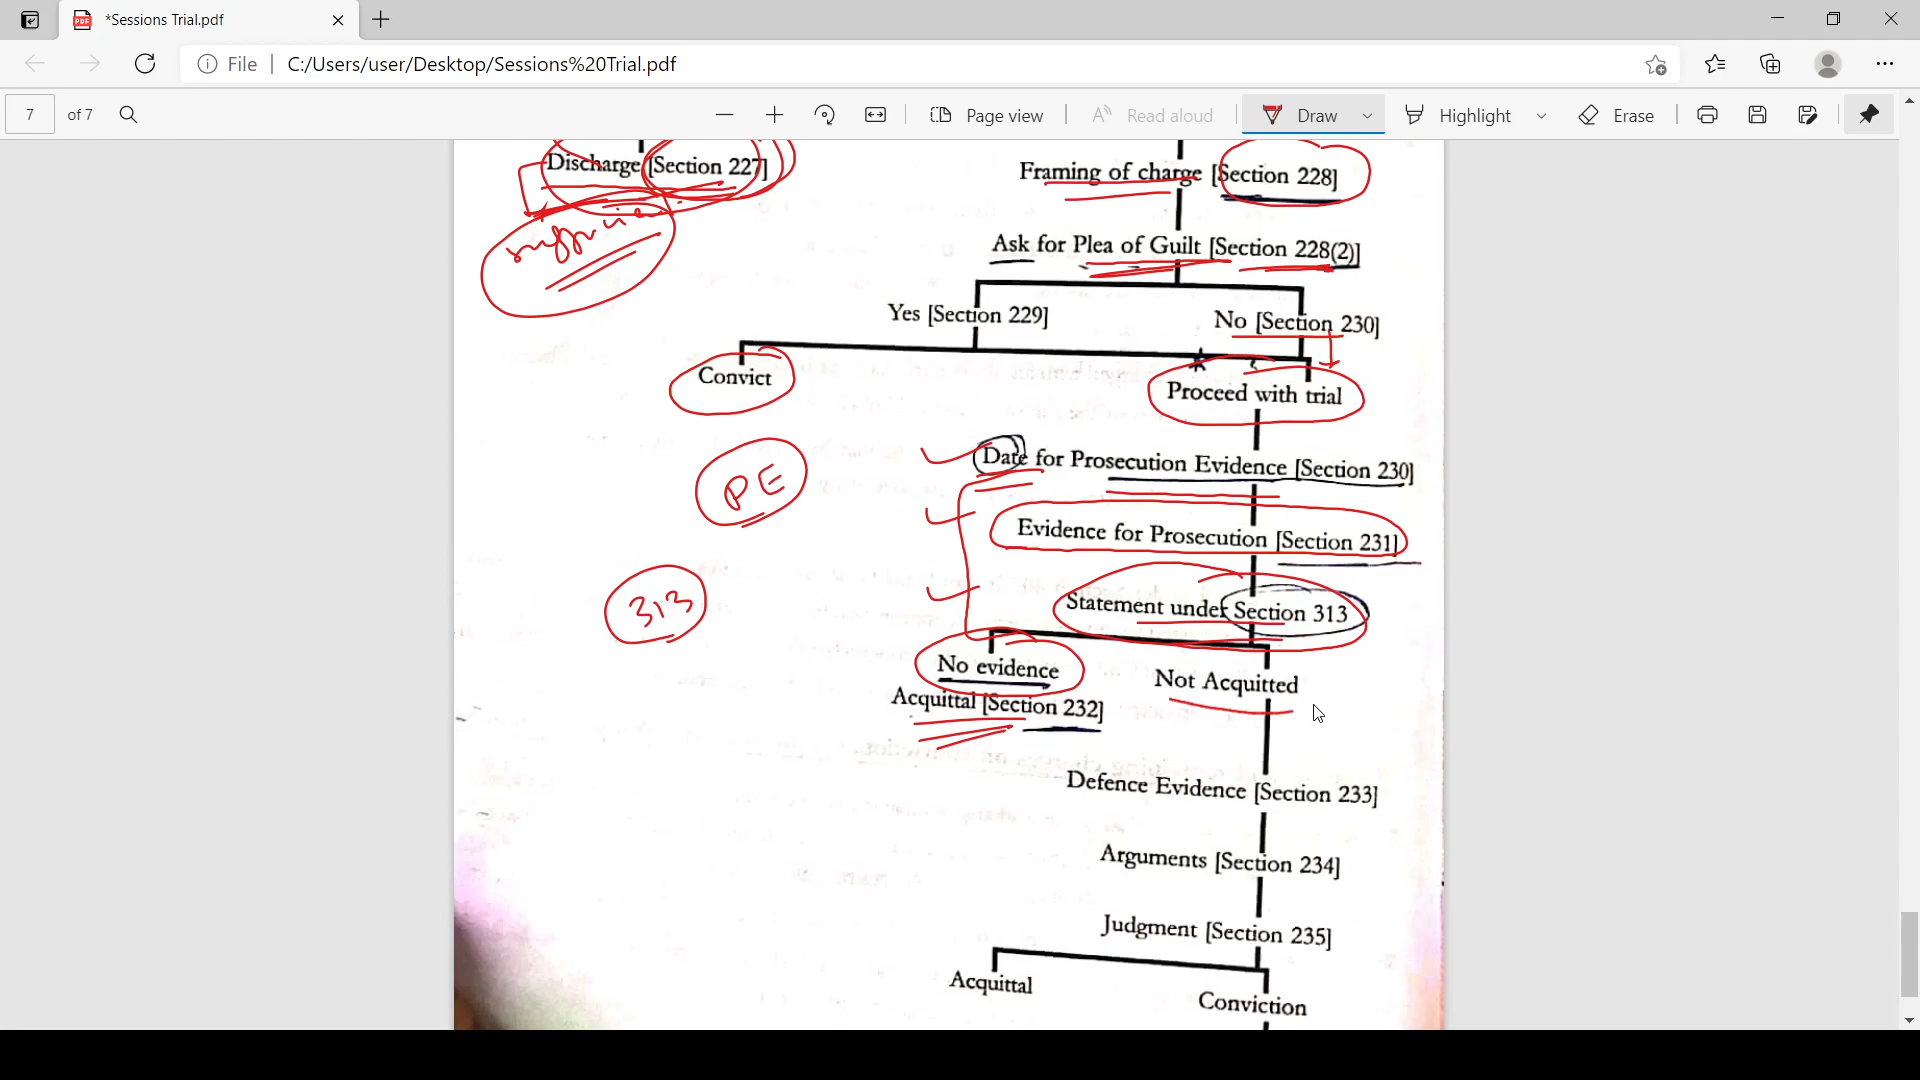 *Sessions Trial.pdf
File
C:/Users/user/Desktop/Sessions%20Trial.pdf
7 of 7
Page view
Read aloud
Draw
Highlight
Erase
Discharge [Section 227]
Framing of charge [Section 228]
Ask for Plea of Guilt [Section 228(2)]
Yes [Section 229]
No [Section 230]
Convict
Proceed with trial
PE
Date for Prosecution Evidence [Section 230]
Evidence for Prosecution [Section 231]
313
Statement under Section 313
No evidence
Acquittal [Section 232]
Not Acquitted
Defence Evidence [Section 233]
Arguments [Section 234]
Judgment [Section 235]
Acquittal
Conviction